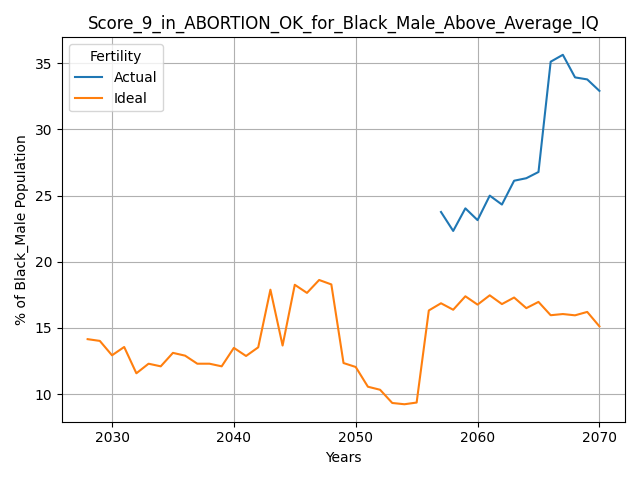 Score_9_in_ABORTION_OK_for_Black_Male_Above_Average_IQ
Fertility
Actual
Ideal
% of Black_Male Population
35
30
25
20
15
10
2030
2040
2050
2060
2070
Years